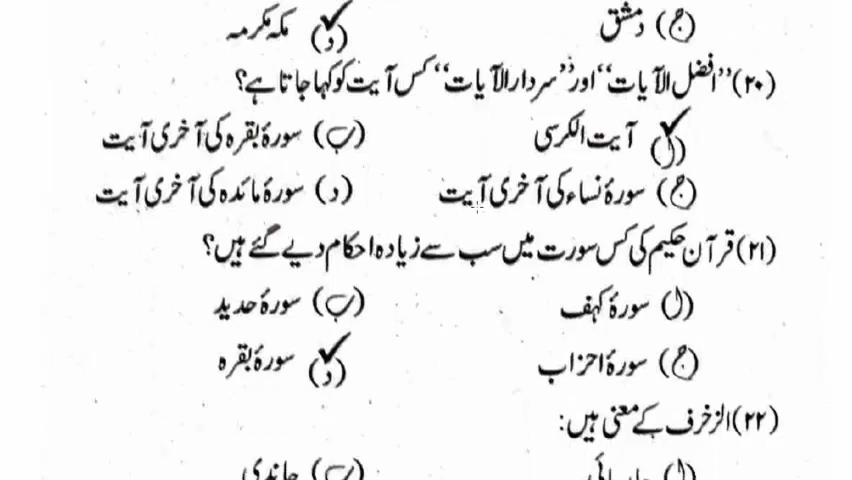 (ج) دمشق (د) مکہ مکرمہ
(۲۰) ”افضل الآیات“ اور ”سردار الآیات“ کس آیت کو کہا جاتا ہے؟
(ا) آیت الکرسی (ب) سورۂ بقرہ کی آخری آیت
(ج) سورۂ نساء کی آخری آیت (د) سورۂ مائدہ کی آخری آیت
(۲۱) قرآن حکیم کی کس سورت میں سب سے زیادہ احکام دیے گئے ہیں؟
(ا) سورۂ کہف (ب) سورۂ حدید
(ج) سورۂ احزاب (د) سورۂ بقرہ
(۲۲) الزخرف کے معنی ہیں:
(ا) (ب) چاندی